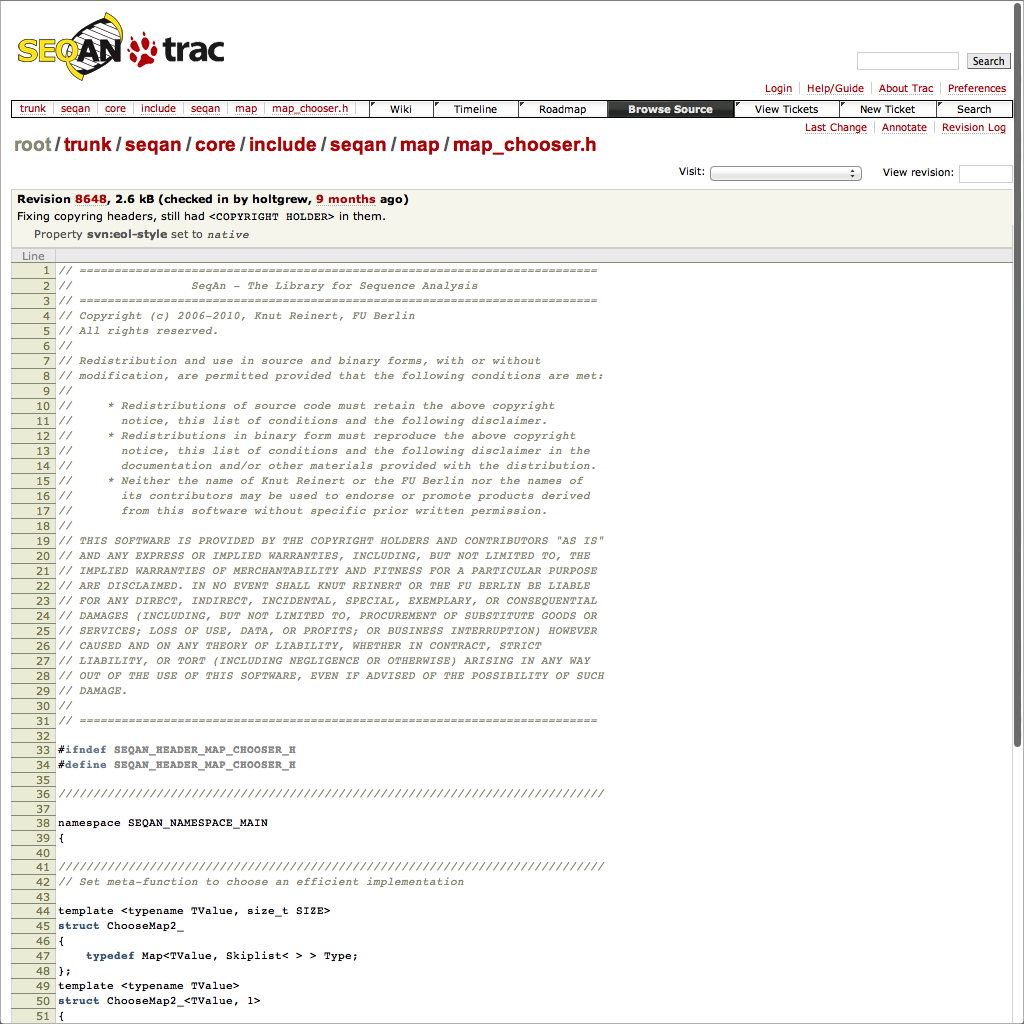 SEQAN trac
Search
Login Help/Guide About Trac Preferences
trunk seqan core include seqan map map_chooser.h Wiki Timeline Roadmap Browse Source View Tickets New Ticket Search
Last Change Annotate Revision Log
root / trunk / seqan / core / include / seqan / map / map_chooser.h
Visit: View revision:
Revision 8648, 2.6 kB (checked in by holtgrew, 9 months ago)
Fixing copyring headers, still had <COPYRIGHT HOLDER> in them.
Property svn:eol-style set to native
Line
1 // ==========================================================================
2 // SeqAn - The Library for Sequence Analysis
3 // ==========================================================================
4 // Copyright (c) 2006-2010, Knut Reinert, FU Berlin
5 // All rights reserved.
6 //
7 // Redistribution and use in source and binary forms, with or without
8 // modification, are permitted provided that the following conditions are met:
9 //
10 // * Redistributions of source code must retain the above copyright
11 // notice, this list of conditions and the following disclaimer.
12 // * Redistributions in binary form must reproduce the above copyright
13 // notice, this list of conditions and the following disclaimer in the
14 // documentation and/or other materials provided with the distribution.
15 // * Neither the name of Knut Reinert or the FU Berlin nor the names of
16 // its contributors may be used to endorse or promote products derived
17 // from this software without specific prior written permission.
18 //
19 // THIS SOFTWARE IS PROVIDED BY THE COPYRIGHT HOLDERS AND CONTRIBUTORS "AS IS"
20 // AND ANY EXPRESS OR IMPLIED WARRANTIES, INCLUDING, BUT NOT LIMITED TO, THE
21 // IMPLIED WARRANTIES OF MERCHANTABILITY AND FITNESS FOR A PARTICULAR PURPOSE
22 // ARE DISCLAIMED. IN NO EVENT SHALL KNUT REINERT OR THE FU BERLIN BE LIABLE
23 // FOR ANY DIRECT, INDIRECT, INCIDENTAL, SPECIAL, EXEMPLARY, OR CONSEQUENTIAL
24 // DAMAGES (INCLUDING, BUT NOT LIMITED TO, PROCUREMENT OF SUBSTITUTE GOODS OR
25 // SERVICES; LOSS OF USE, DATA, OR PROFITS; OR BUSINESS INTERRUPTION) HOWEVER
26 // CAUSED AND ON ANY THEORY OF LIABILITY, WHETHER IN CONTRACT, STRICT
27 // LIABILITY, OR TORT (INCLUDING NEGLIGENCE OR OTHERWISE) ARISING IN ANY WAY
28 // OUT OF THE USE OF THIS SOFTWARE, EVEN IF ADVISED OF THE POSSIBILITY OF SUCH
29 // DAMAGE.
30 //
31 // ==========================================================================
32
33 #ifndef SEQAN_HEADER_MAP_CHOOSER_H
34 #define SEQAN_HEADER_MAP_CHOOSER_H
35
36 //////////////////////////////////////////////////////////////////////////////
37
38 namespace SEQAN_NAMESPACE_MAIN
39 {
40
41 //////////////////////////////////////////////////////////////////////////////
42 // Set meta-function to choose an efficient implementation
43
44 template <typename TValue, size_t SIZE>
45 struct ChooseMap2_
46 {
47 typedef Map<TValue, Skiplist< > > Type;
48 };
49 template <typename TValue>
50 struct ChooseMap2_<TValue, 1>
51 {